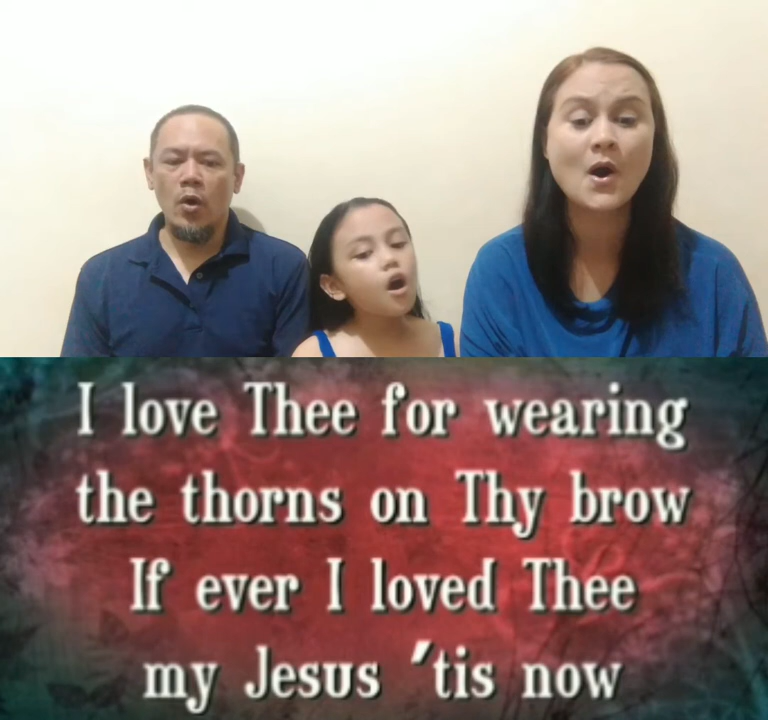 I love Thee for wearing
the thorns on Thy brow
If ever I loved Thee
my Jesus 'tis now